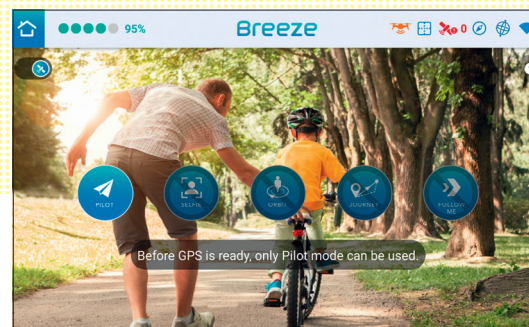 95%
Breeze
0
PILOT
SELFIE
ORBIT
JOURNEY
FOLLOW
ME
Before GPS is ready, only Pilot mode can be used.